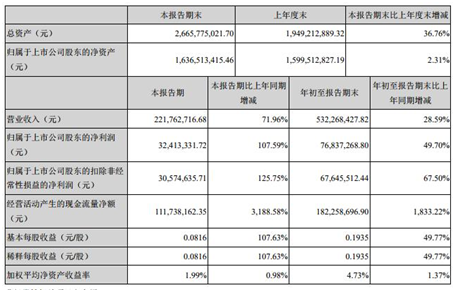 本报告期末 上年度末 本报告期末比上年度末增减
总资产（元） 2,665,775,021.70 1,949,212,889.32 36.76%
归属于上市公司股东的净资产
（元） 1,636,513,415.46 1,599,512,827.19 2.31%
本报告期 本报告期比上年同期
增减 年初至报告期末 年初至报告期末比上
年同期增减
营业收入（元） 221,762,716.68 71.96% 532,268,427.82 28.59%
归属于上市公司股东的净利润
（元） 32,413,331.72 107.59% 76,837,268.80 49.70%
归属于上市公司股东的扣除非经
常性损益的净利润（元） 30,574,635.71 125.75% 67,645,512.44 67.50%
经营活动产生的现金流量净额
（元） 111,738,162.35 3,188.58% 182,258,696.90 1,833.22%
基本每股收益（元/股） 0.0816 107.63% 0.1935 49.77%
稀释每股收益（元/股） 0.0816 107.63% 0.1935 49.77%
加权平均净资产收益率 1.99% 0.98% 4.73% 1.37%